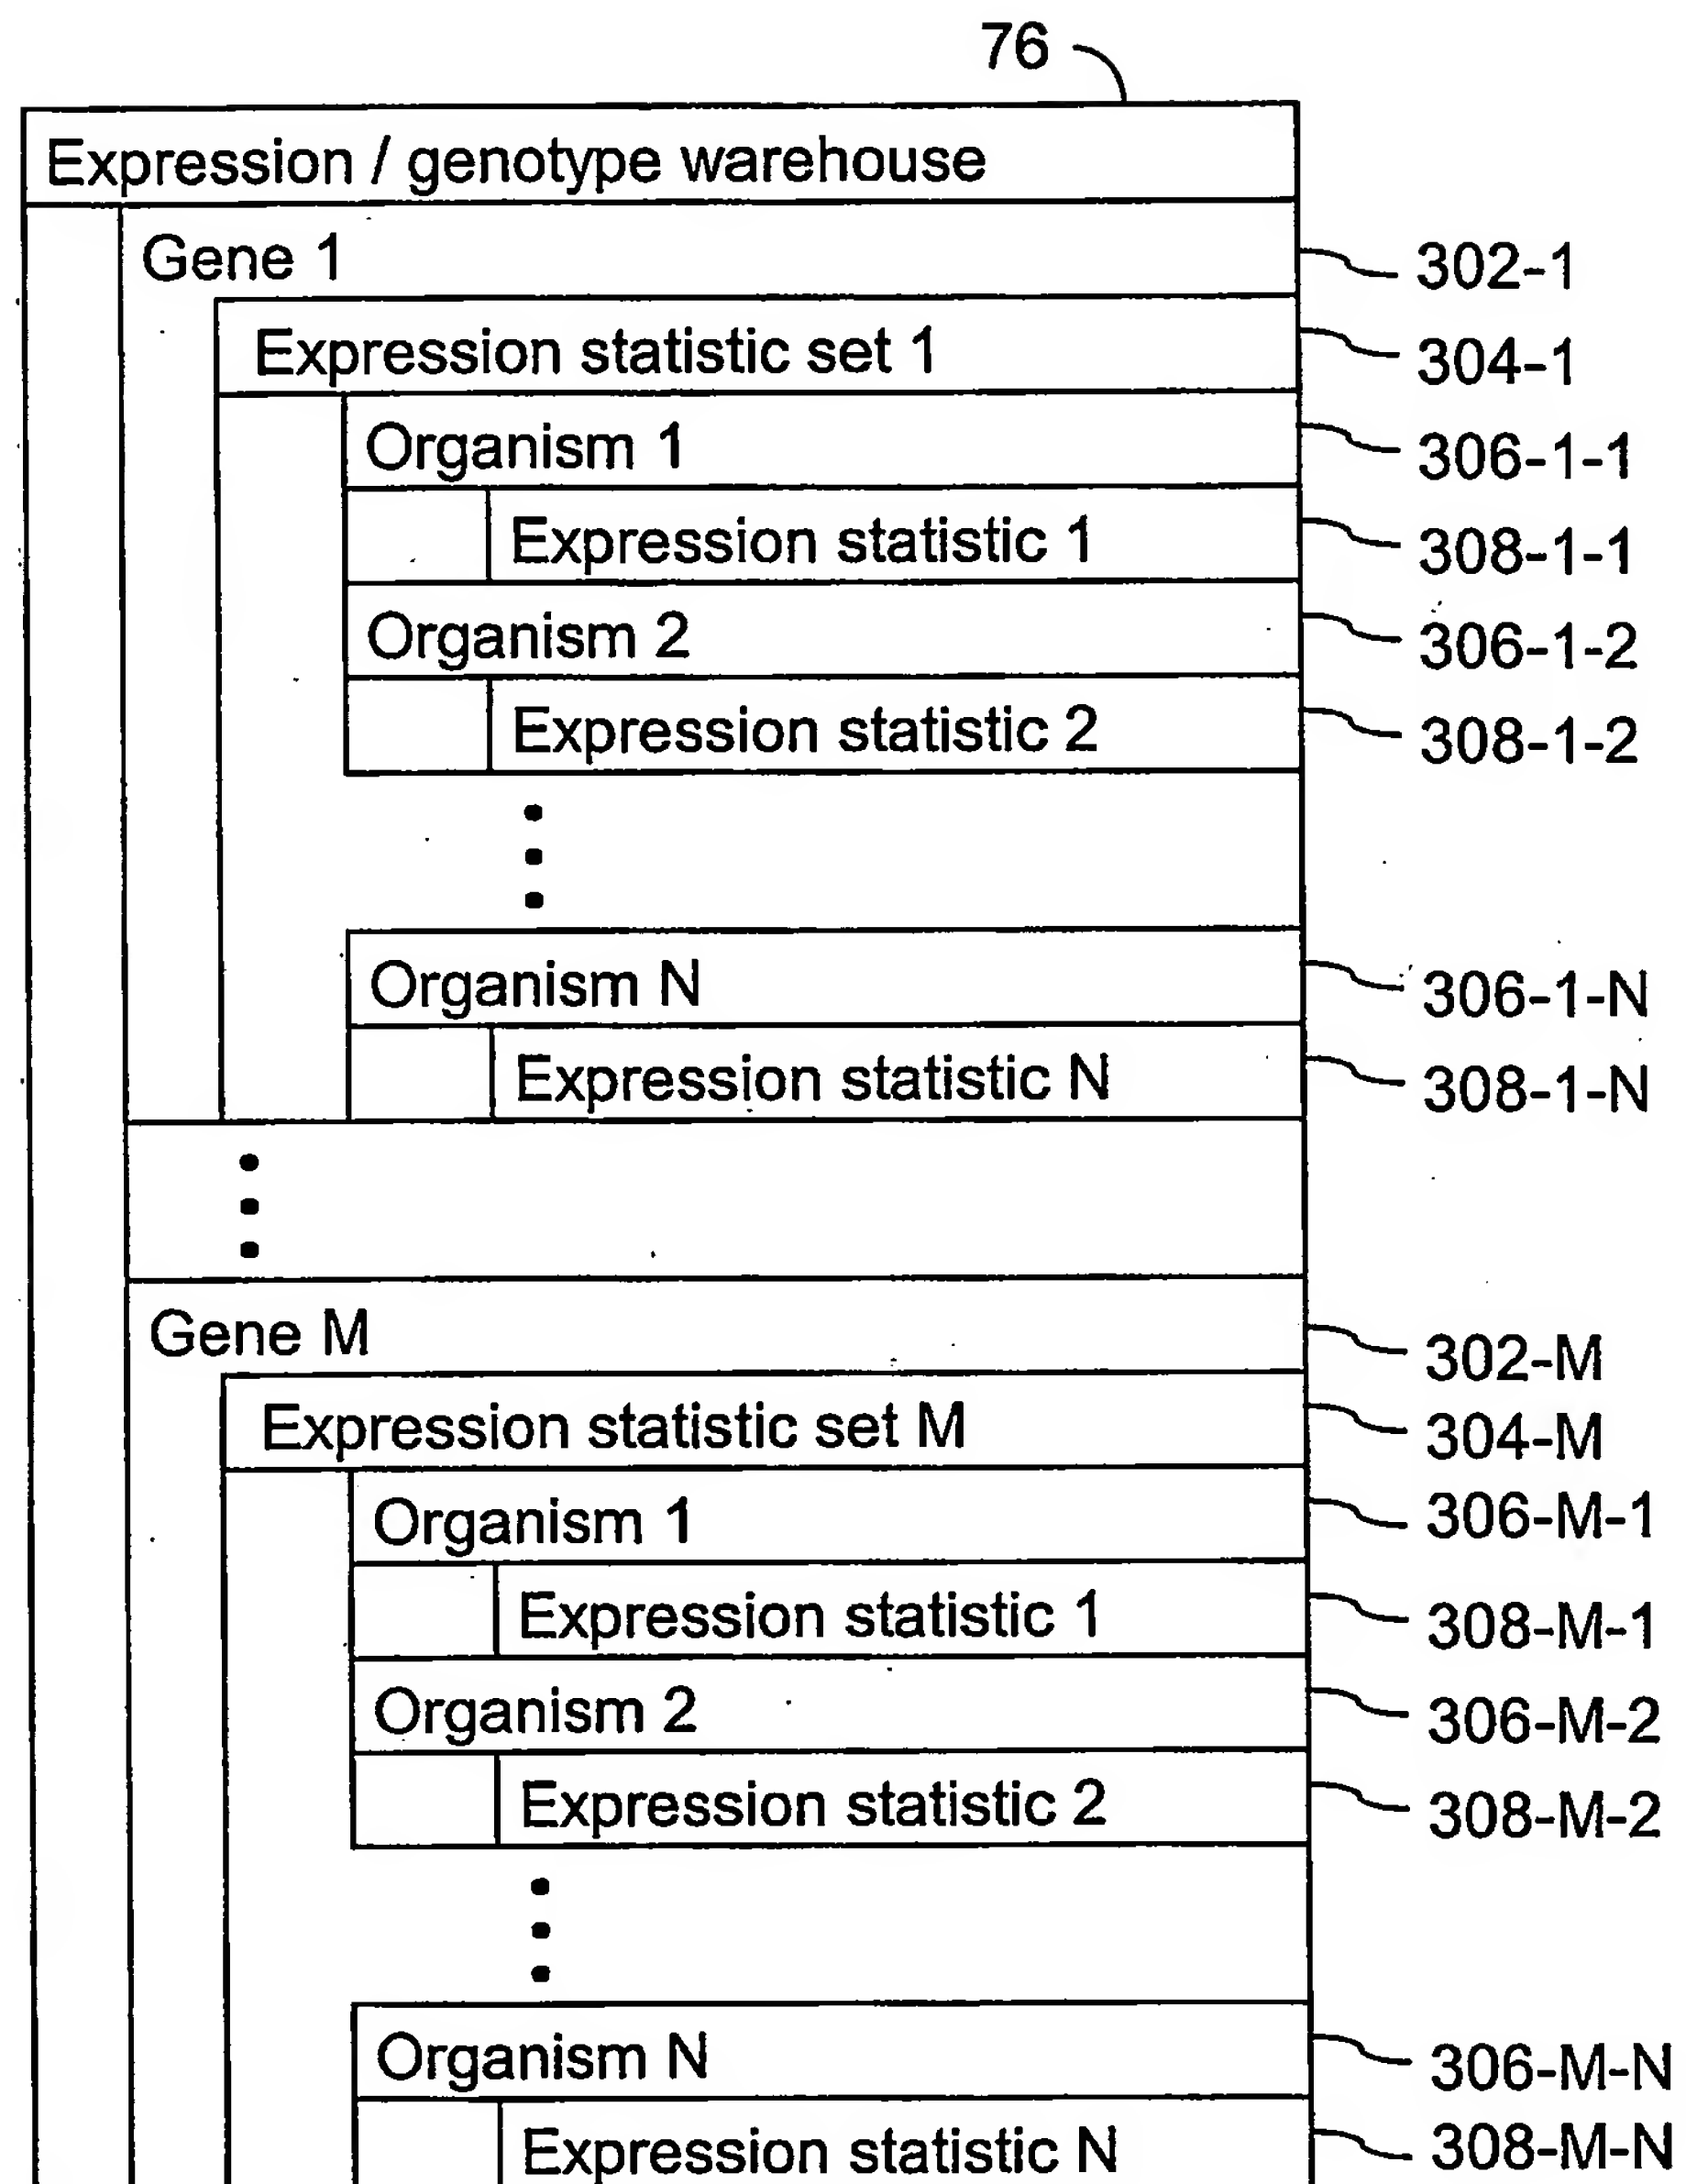 76
Expression / genotype warehouse
Gene 1 302-1
Expression statistic set 1 304-1
Organism 1 306-1-1
Expression statistic 1 308-1-1
Organism 2 306-1-2
Expression statistic 2 308-1-2
Organism N 306-1-N
Expression statistic N 308-1-N
Gene M 302-M
Expression statistic set M 304-M
Organism 1 306-M-1
Expression statistic 1 308-M-1
Organism 2 306-M-2
Expression statistic 2 308-M-2
Organism N 306-M-N
Expression statistic N 308-M-N